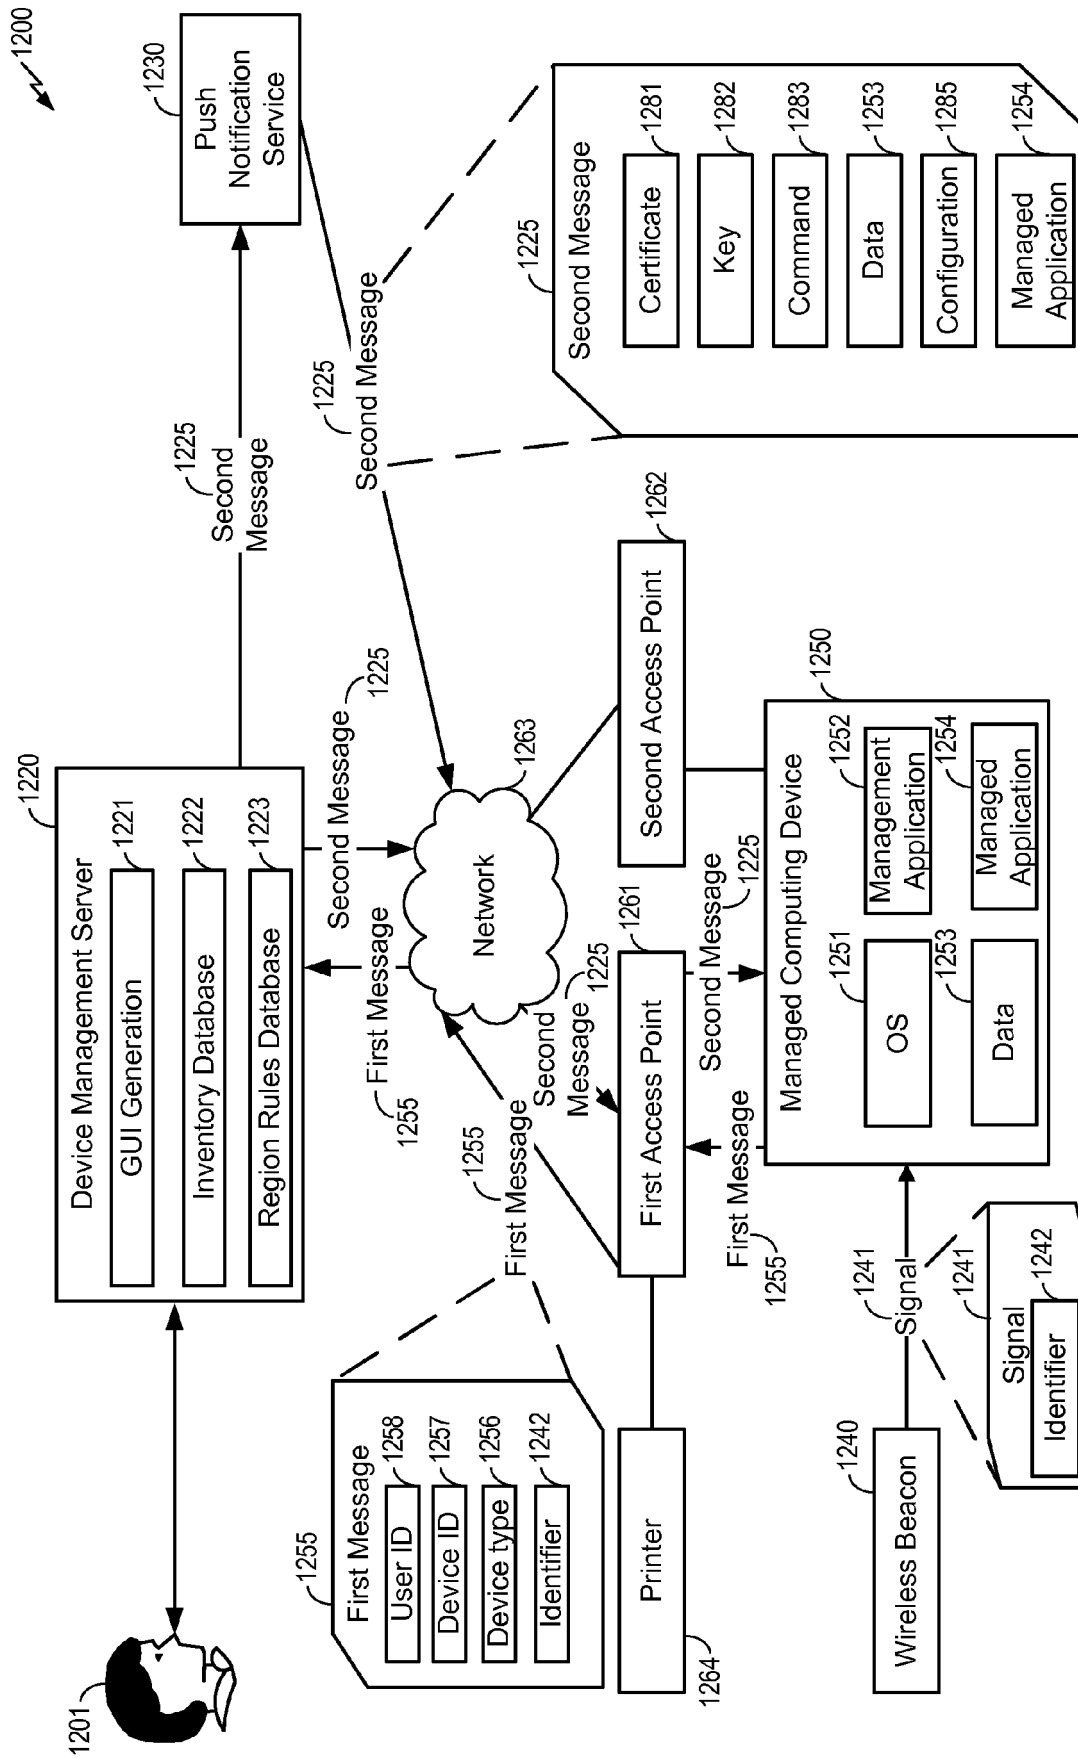 1200
1201
1220
Device Management Server
GUI Generation
1221
Inventory Database
1222
Region Rules Database
1223
1225
Second
Message
1230
Push
Notification
Service
1225
Second Message
1255
First Message
Second Message
1225
Network
1263
1255
First Message
User ID
1258
Device ID
1257
Device type
1256
Identifier
1242
1255
First Message
Second
Message
1225
Printer
1264
First Access Point
1261
Second Access Point
1262
First Message
1255
Second Message
1225
Managed Computing Device
1250
OS
1251
Management
Application
1252
Data
1253
Managed
Application
1254
Wireless Beacon
1240
Signal
1241
Signal
1241
Identifier
1242
1225
Second Message
Certificate
1281
Key
1282
Command
1283
Data
1253
Configuration
1285
Managed
Application
1254